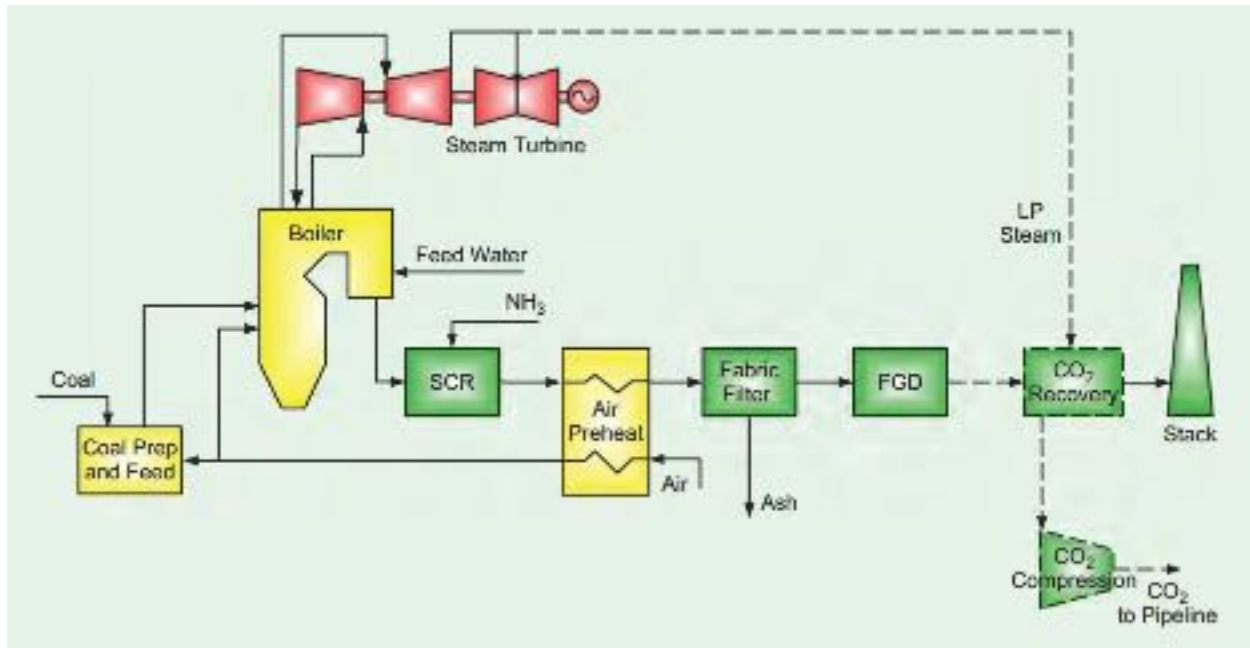 Steam Turbine
LP
Steam
Boiler
Feed Water
NH₃
Coal
SCR
Air
Preheat
Fabric
Filter
FGD
CO₂
Recovery
Stack
Coal Prep
and Feed
Air
Ash
CO₂
Compression
CO₂
to Pipeline